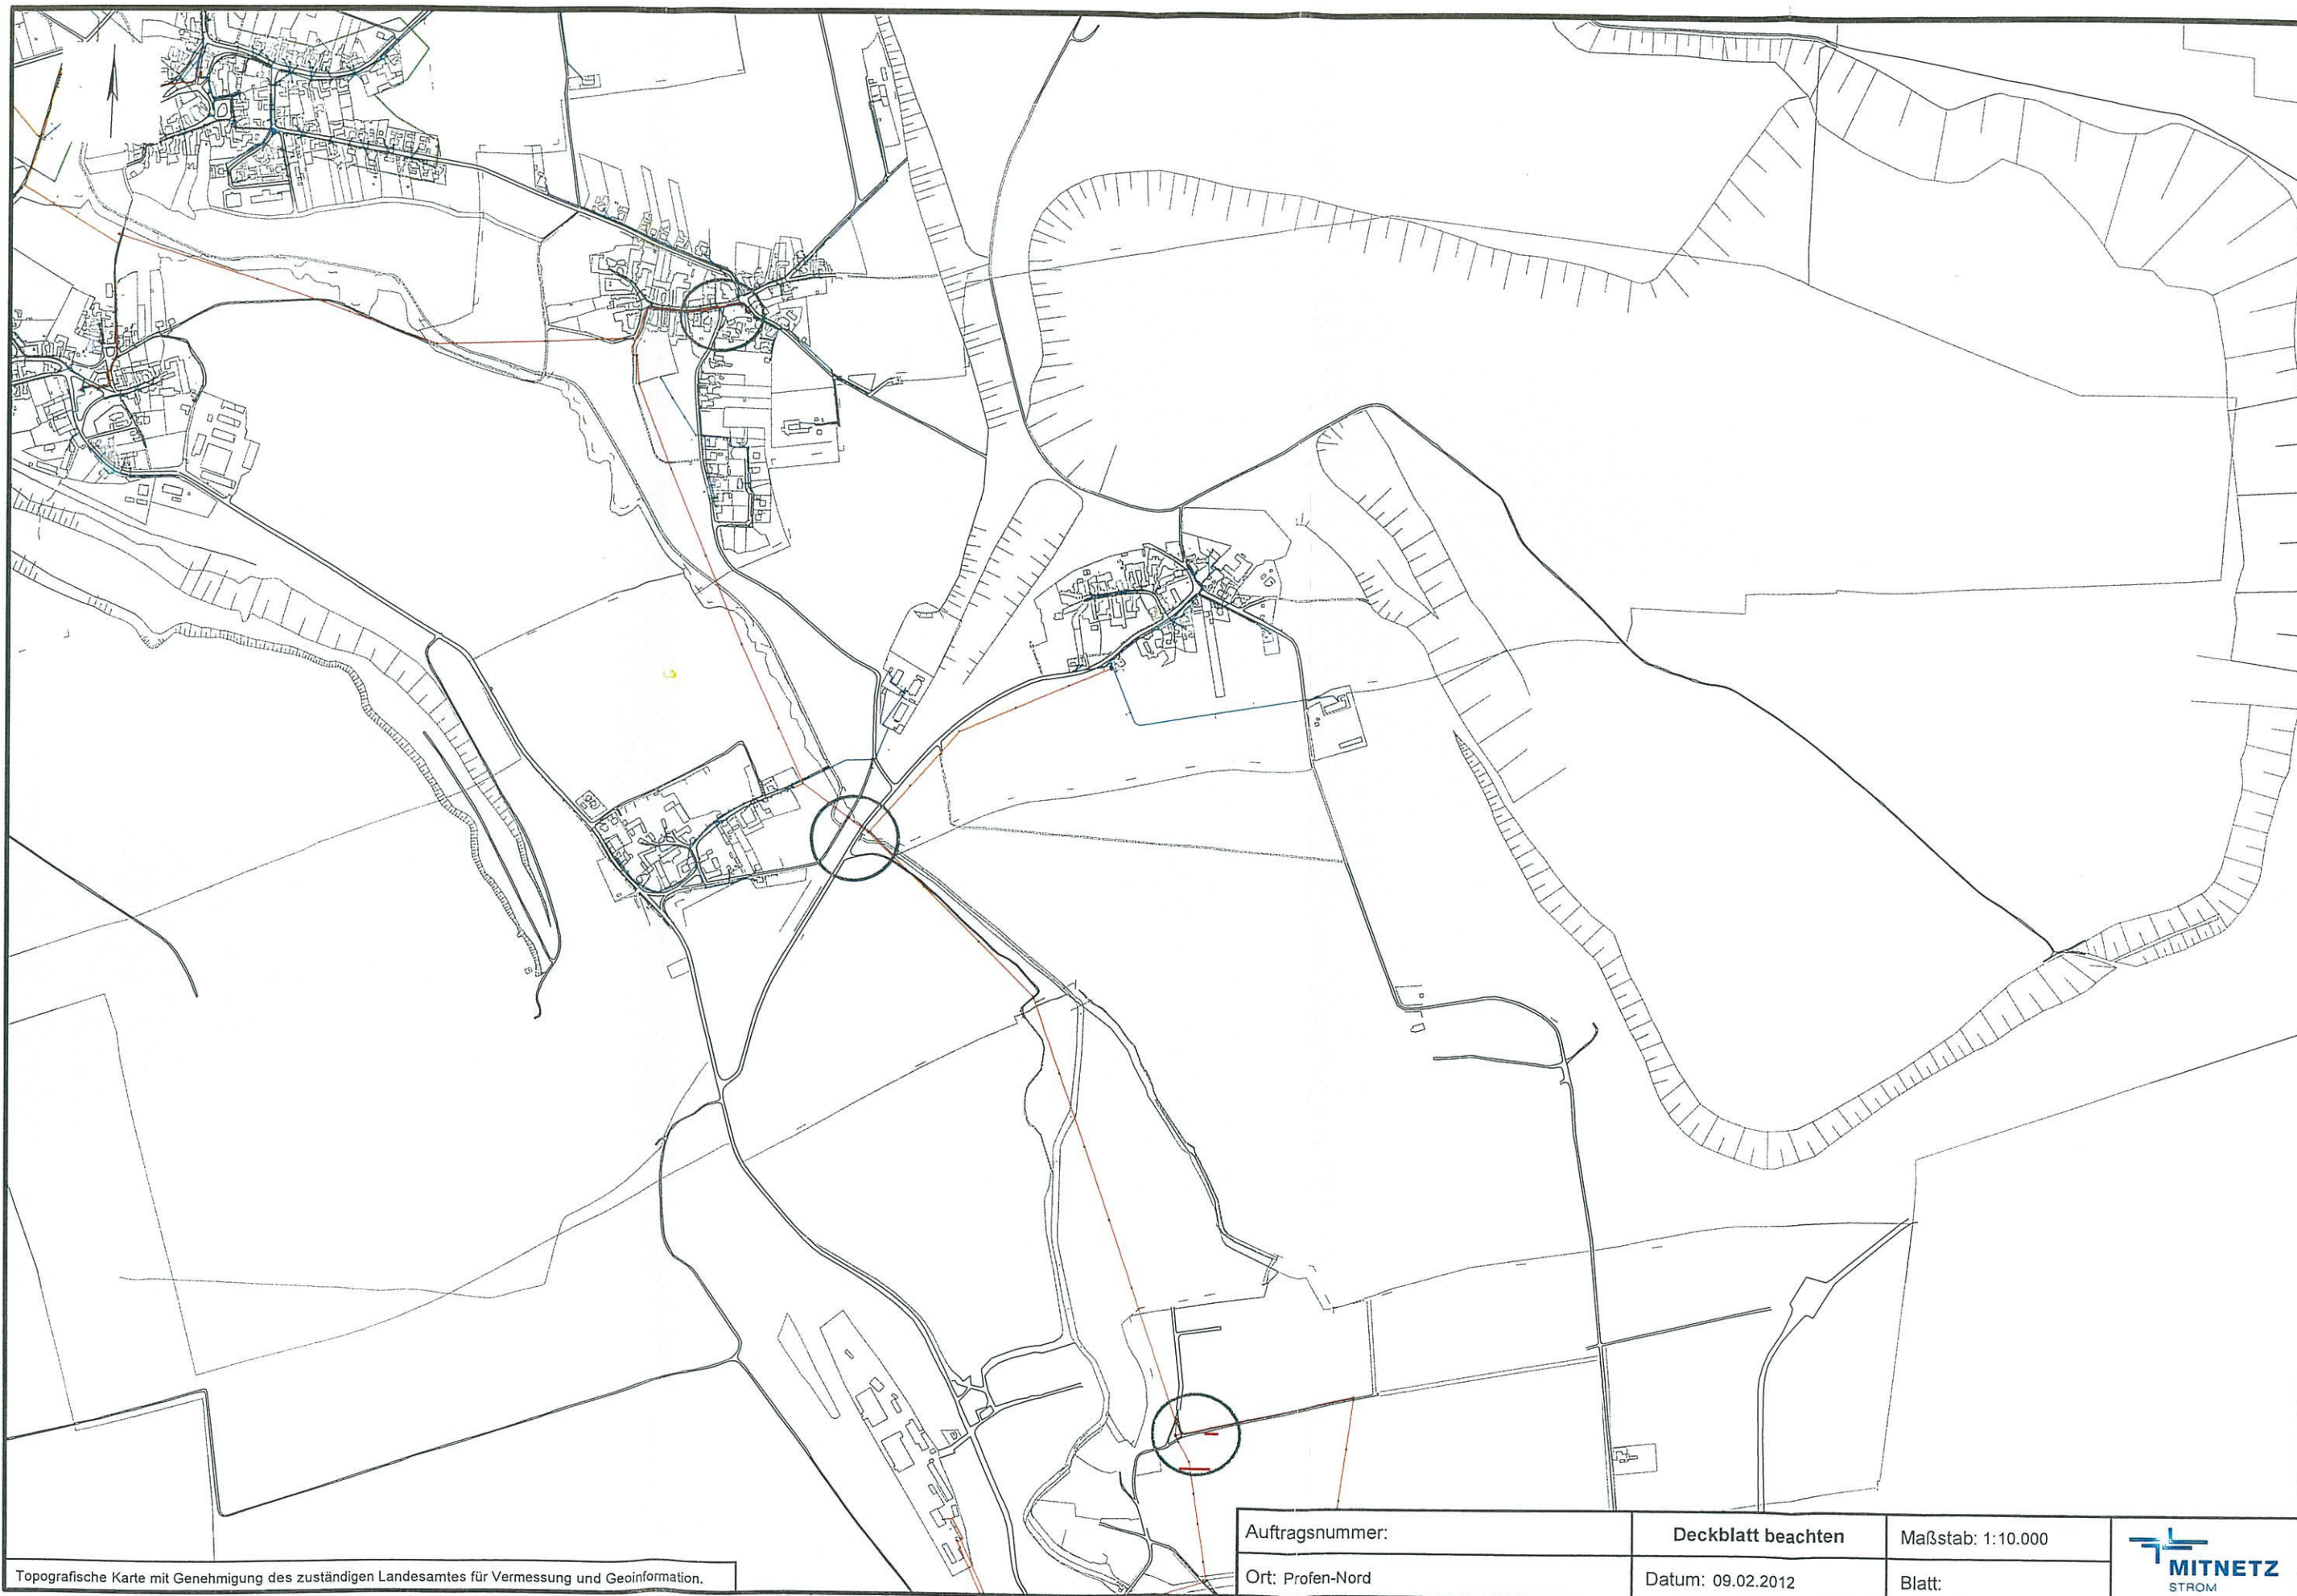 Topografische Karte mit Genehmigung des zuständigen Landesamtes für Vermessung und Geoinformation.
Auftragsnummer:
Deckblatt beachten
Maßstab: 1:10.000
Ort: Profen-Nord
Datum: 09.02.2012
Blatt:
MITNETZ
STROM